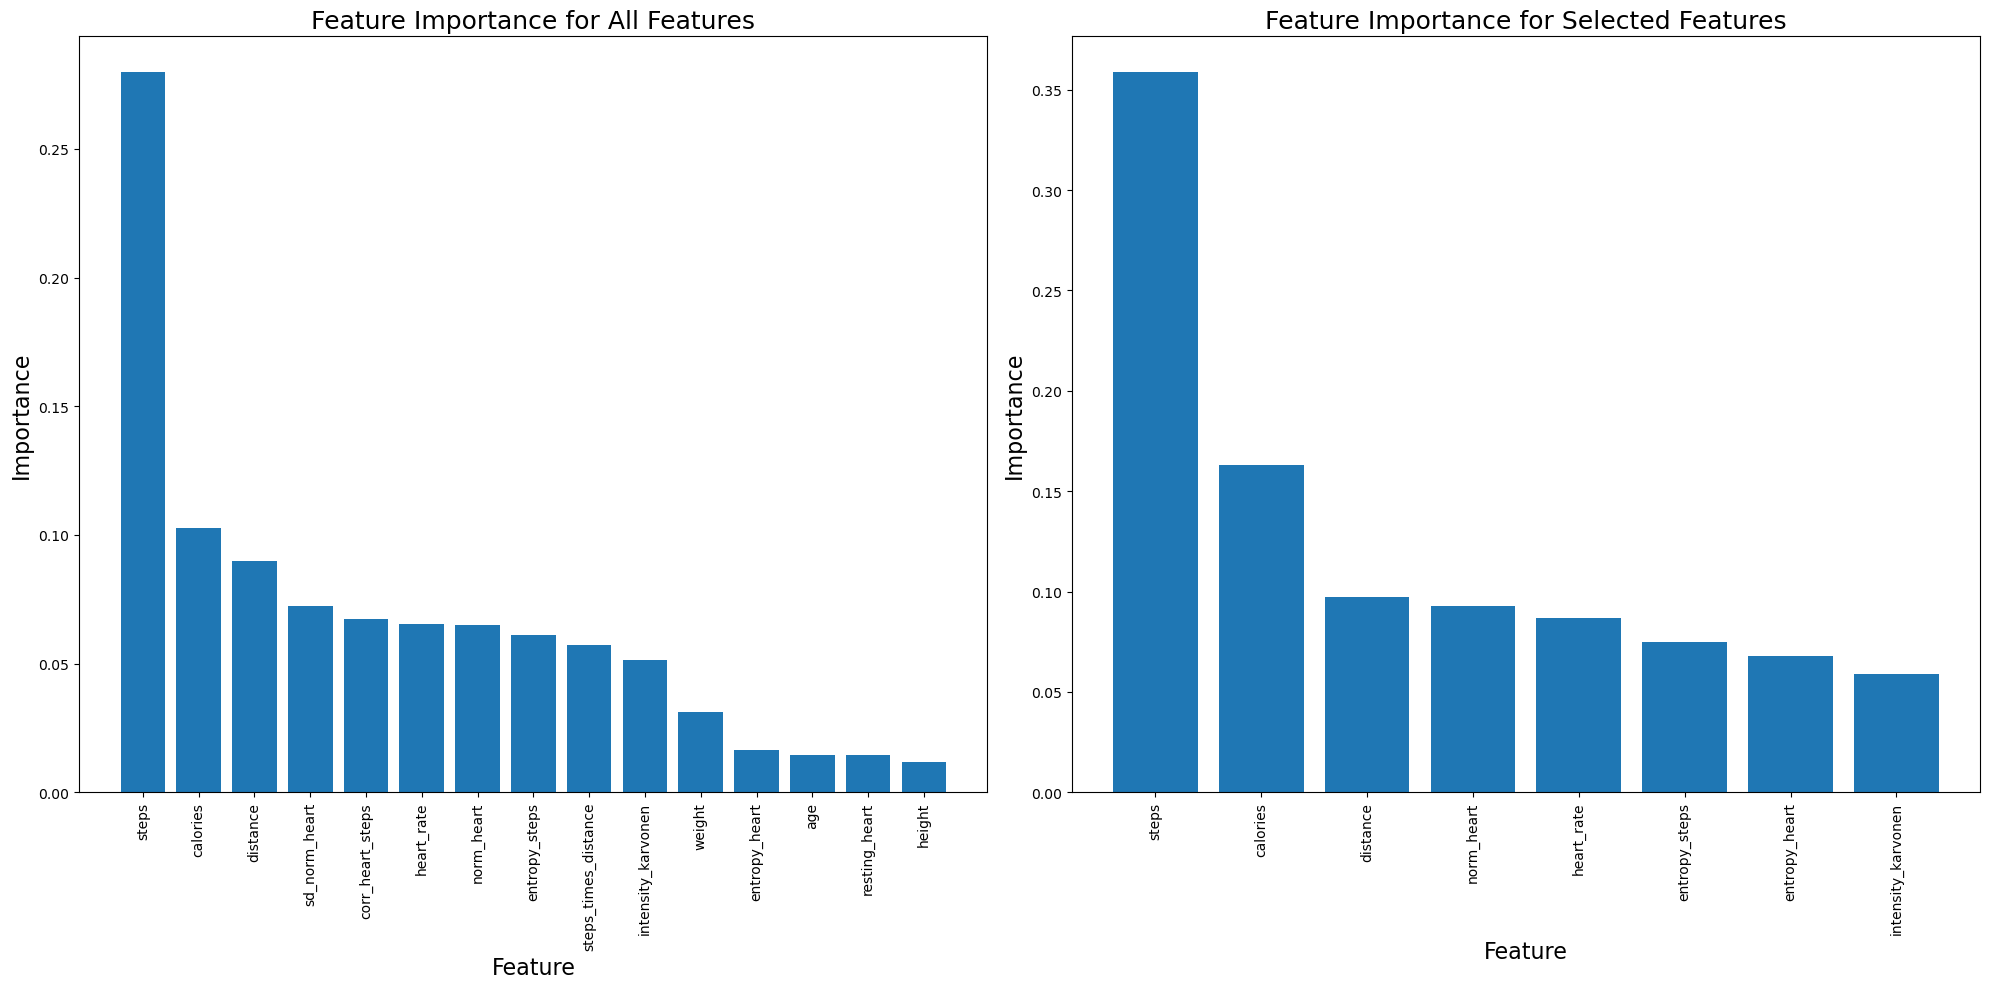 Feature Importance for All Features
Importance
0.25
0.20
0.15
0.10
0.05
0.00
steps
calories
distance
sd_norm_heart
corr_heart_steps
heart_rate
norm_heart
entropy_steps
steps_times_distance
intensity_karvonen
weight
entropy_heart
age
resting_heart
height
Feature
Feature Importance for Selected Features
Importance
0.35
0.30
0.25
0.20
0.15
0.10
0.05
0.00
steps
calories
distance
norm_heart
heart_rate
entropy_steps
entropy_heart
intensity_karvonen
Feature